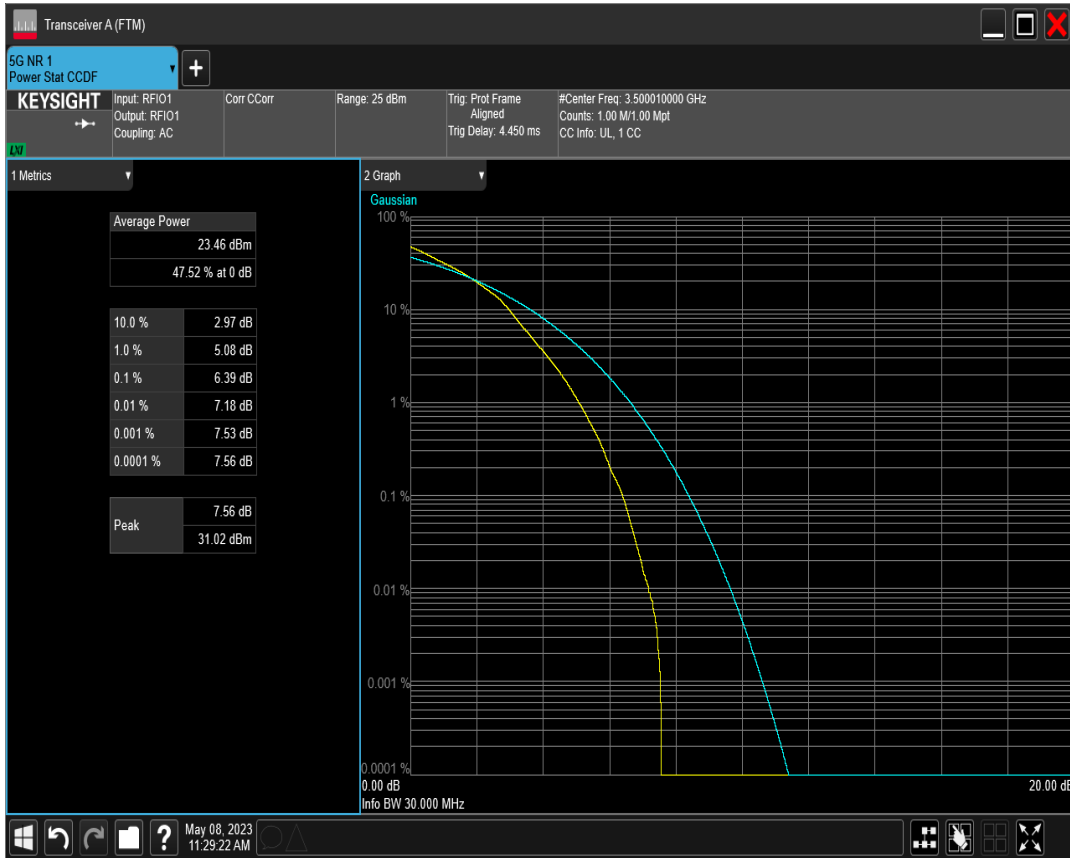 Transceiver A (FTM)
5G NR 1
Power Stat CCDF
+
KEYSIGHT
LXI
Input: RFIO1
Output: RFIO1
Coupling: AC
Corr CCorr
Range: 25 dBm
Trig: Prot Frame
Aligned
Trig Delay: 4.450 ms
#Center Freq: 3.500010000 GHz
Counts: 1.00 M/1.00 Mpt
CC Info: UL, 1 CC
1 Metrics
Average Power
23.46 dBm
47.52 % at 0 dB
10.0 % 2.97 dB
1.0 % 5.08 dB
0.1 % 6.39 dB
0.01 % 7.18 dB
0.001 % 7.53 dB
0.0001 % 7.56 dB
Peak 7.56 dB
31.02 dBm
2 Graph
Gaussian
100 %
10 %
1 %
0.1 %
0.01 %
0.001 %
0.0001 %
0.00 dB 20.00 dB
Info BW 30.000 MHz
?
May 08, 2023
11:29:22 AM